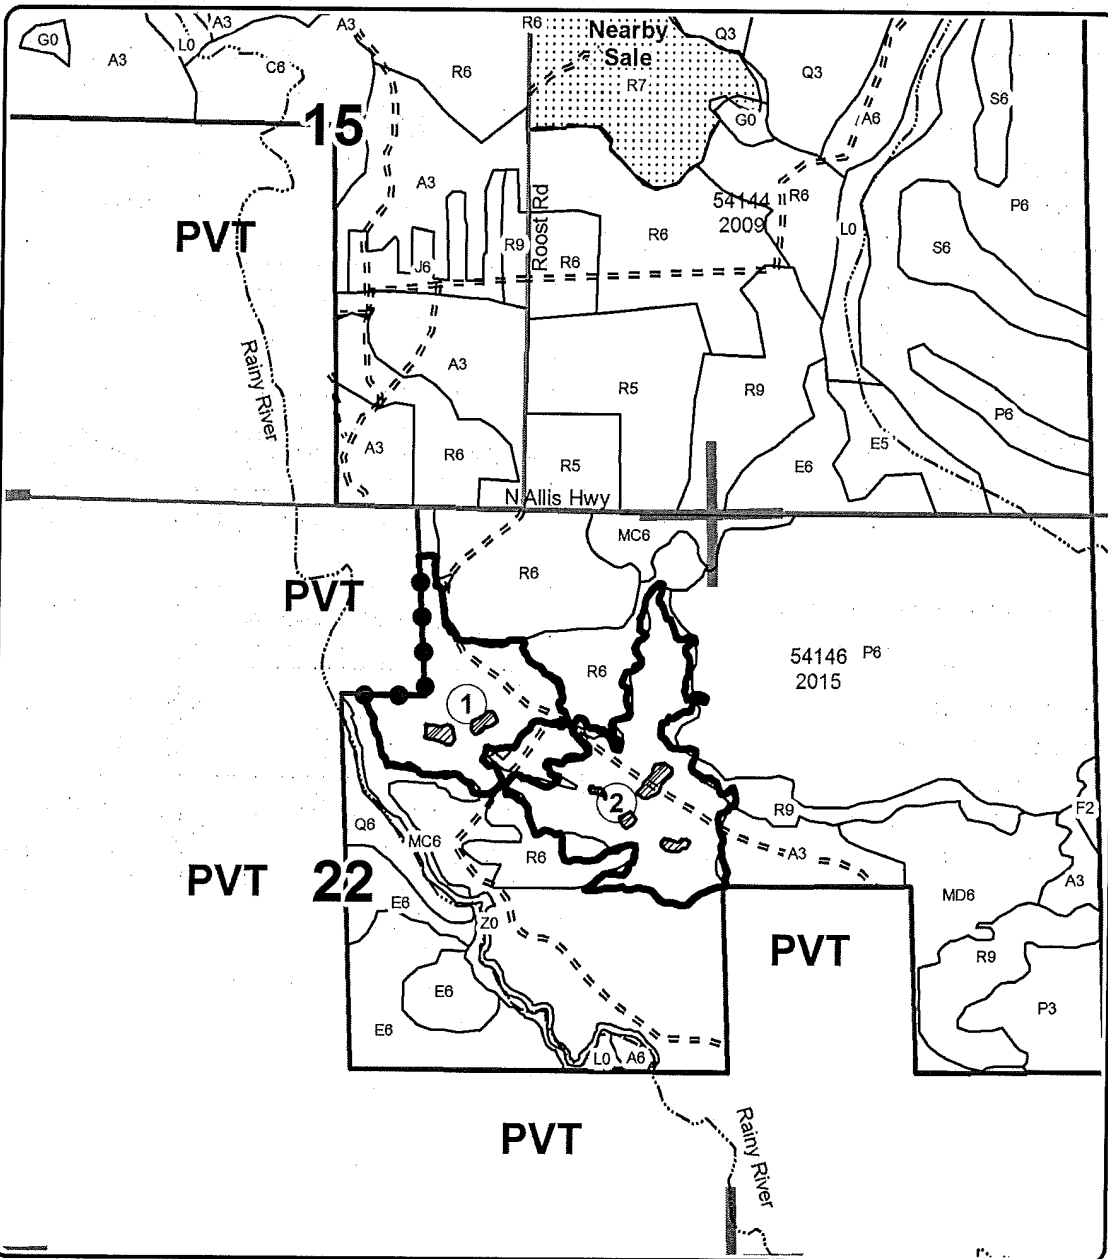 A3
A3
R6
Nearby
Sale
Q3
G0
L0
A3
C6
R6
R7
Q3
S6
15
G0
A6
A3
54144
2009
R6
P6
PVT
Roost Rd
R9
R6
R6
L0
S6
J6
Rainy River
A3
R5
R9
P6
A3
R6
R5
E6
E5
N Allis Hwy
MC6
PVT
R6
54146
2015
P6
R6
1
2
R9
F2
Q6
MC6
R6
A3
PVT
22
E6
Z0
MD6
A3
PVT
R9
E6
P3
E6
L0
A6
PVT
Rainy River